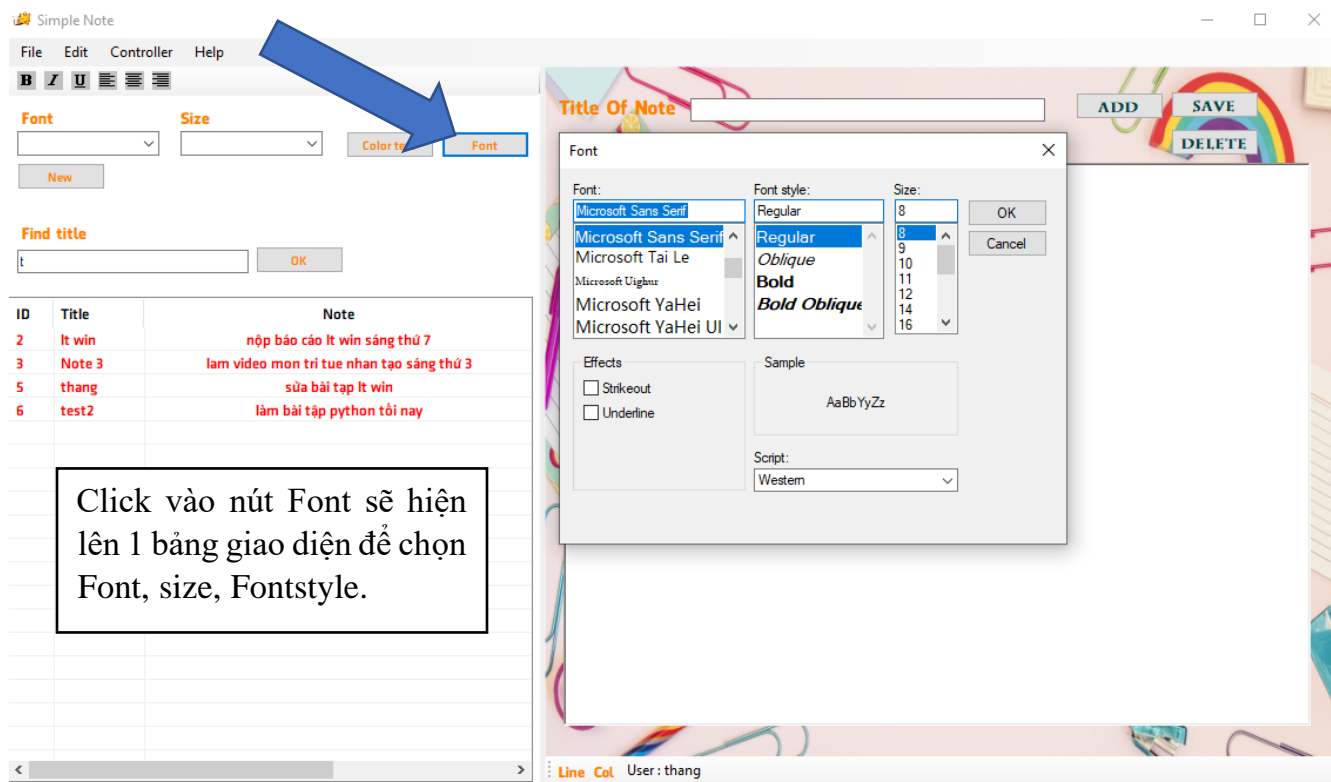 Simple Note
File Edit Controller Help
B I U
Font Size
Font
New
Find title
t OK
ID Title Note
2 lt win nộp báo cáo lt win sáng thứ 7
3 Note 3 lam video mon tri tue nhan tạo sáng thứ 3
5 thang sửa bài tạp lt win
6 test2 làm bài tập python tối nay
Click vào nút Font sẽ hiện
lên 1 bảng giao diện để chọn
Font, size, Fontstyle.
Title Of Note
ADD SAVE
DELETE
Font
Font: Font style: Size:
Microsoft Sans Serif Regular 8 OK
Microsoft Sans Serif Regular 8 Cancel
Microsoft Tai Le Oblique 9
Microsoft Uighur Bold 10
Microsoft YaHei Bold Oblique 11
Microsoft YaHei UI 12
14
16
Effects Sample
Strikeout
Underline
AaBbYyZz
Script:
Western
Line Col User : thang